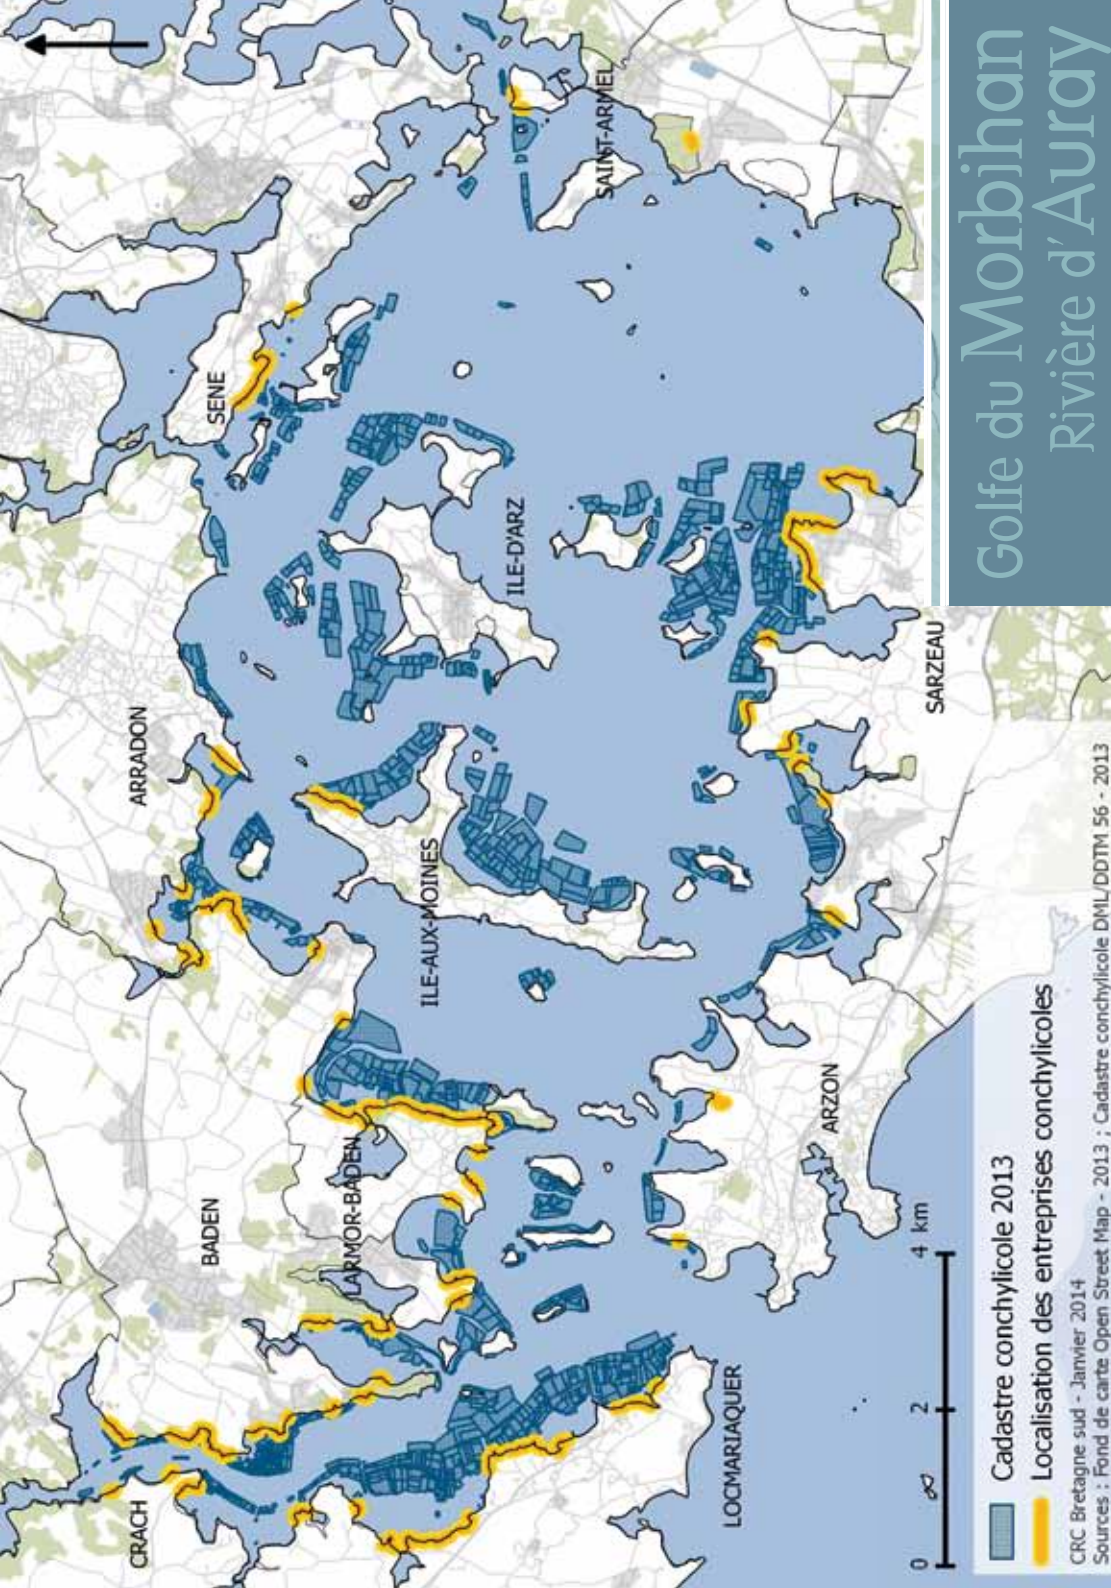 Golfe du Morbihan
Rivière d'Auray
CRACH
BADEN
ARRADON
SENE
LARMOR-BADEN
ILE-AUX-MOINES
ILE-D'ARZ
SAINT-ARMEL
LOCMARIAQUER
ARZON
SARZEAU
0 2 4 km
Cadastre conchylicole 2013
Localisation des entreprises conchylicoles
CRC Bretagne sud - Janvier 2014
Sources : Fond de carte Open Street Map - 2013 ; Cadastre conchylicole DML/DDTM 56 - 2013